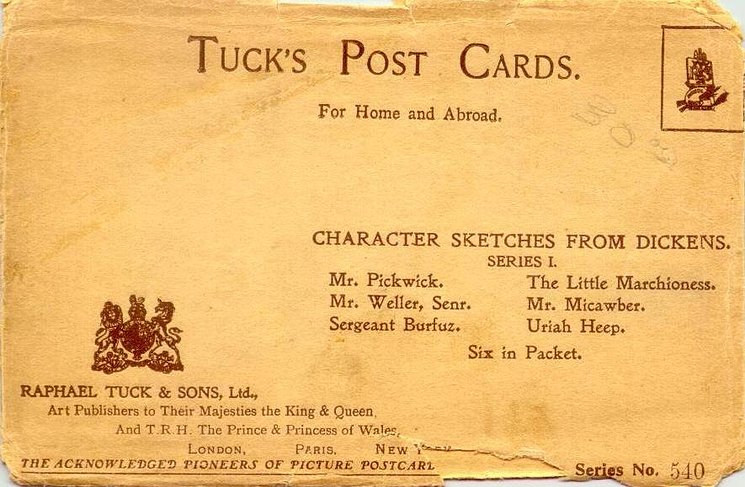 TUCK'S POST CARDS.
For Home and Abroad.
CHARACTER SKETCHES FROM DICKENS.
SERIES I.
Mr. Pickwick. The Little Marchioness.
Mr. Weller, Senr. Mr. Micawber.
Sergeant Burfuz. Uriah Heep.
Six in Packet.
RAPHAEL TUCK & SONS, Ltd.,
Art Publishers to Their Majesties the King & Queen,
And T.R.H. The Prince & Princess of Wales,
LONDON, PARIS, NEW
THE ACKNOWLEDGED PIONEERS OF PICTURE
Series No. 540